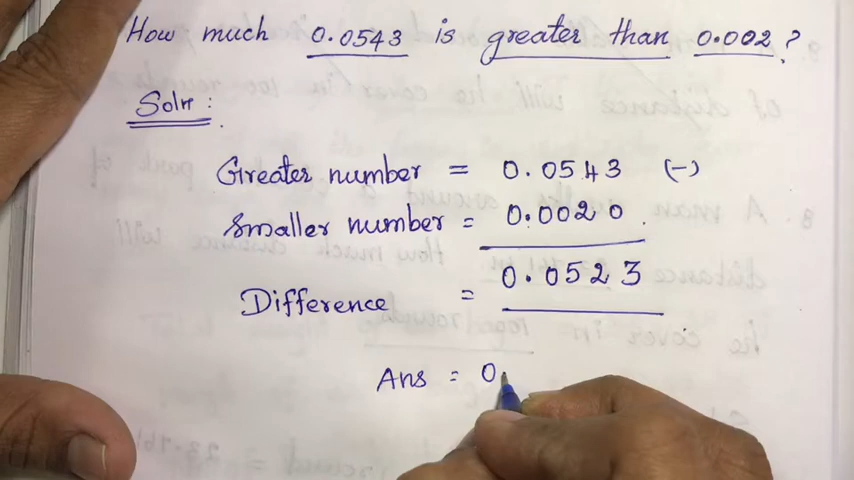 How much 0.0543 is greater than 0.002?
Soln:
Greater number = 0.0543 (-)
Smaller number = 0.0020
Difference = 0.0523
Ans = 0.